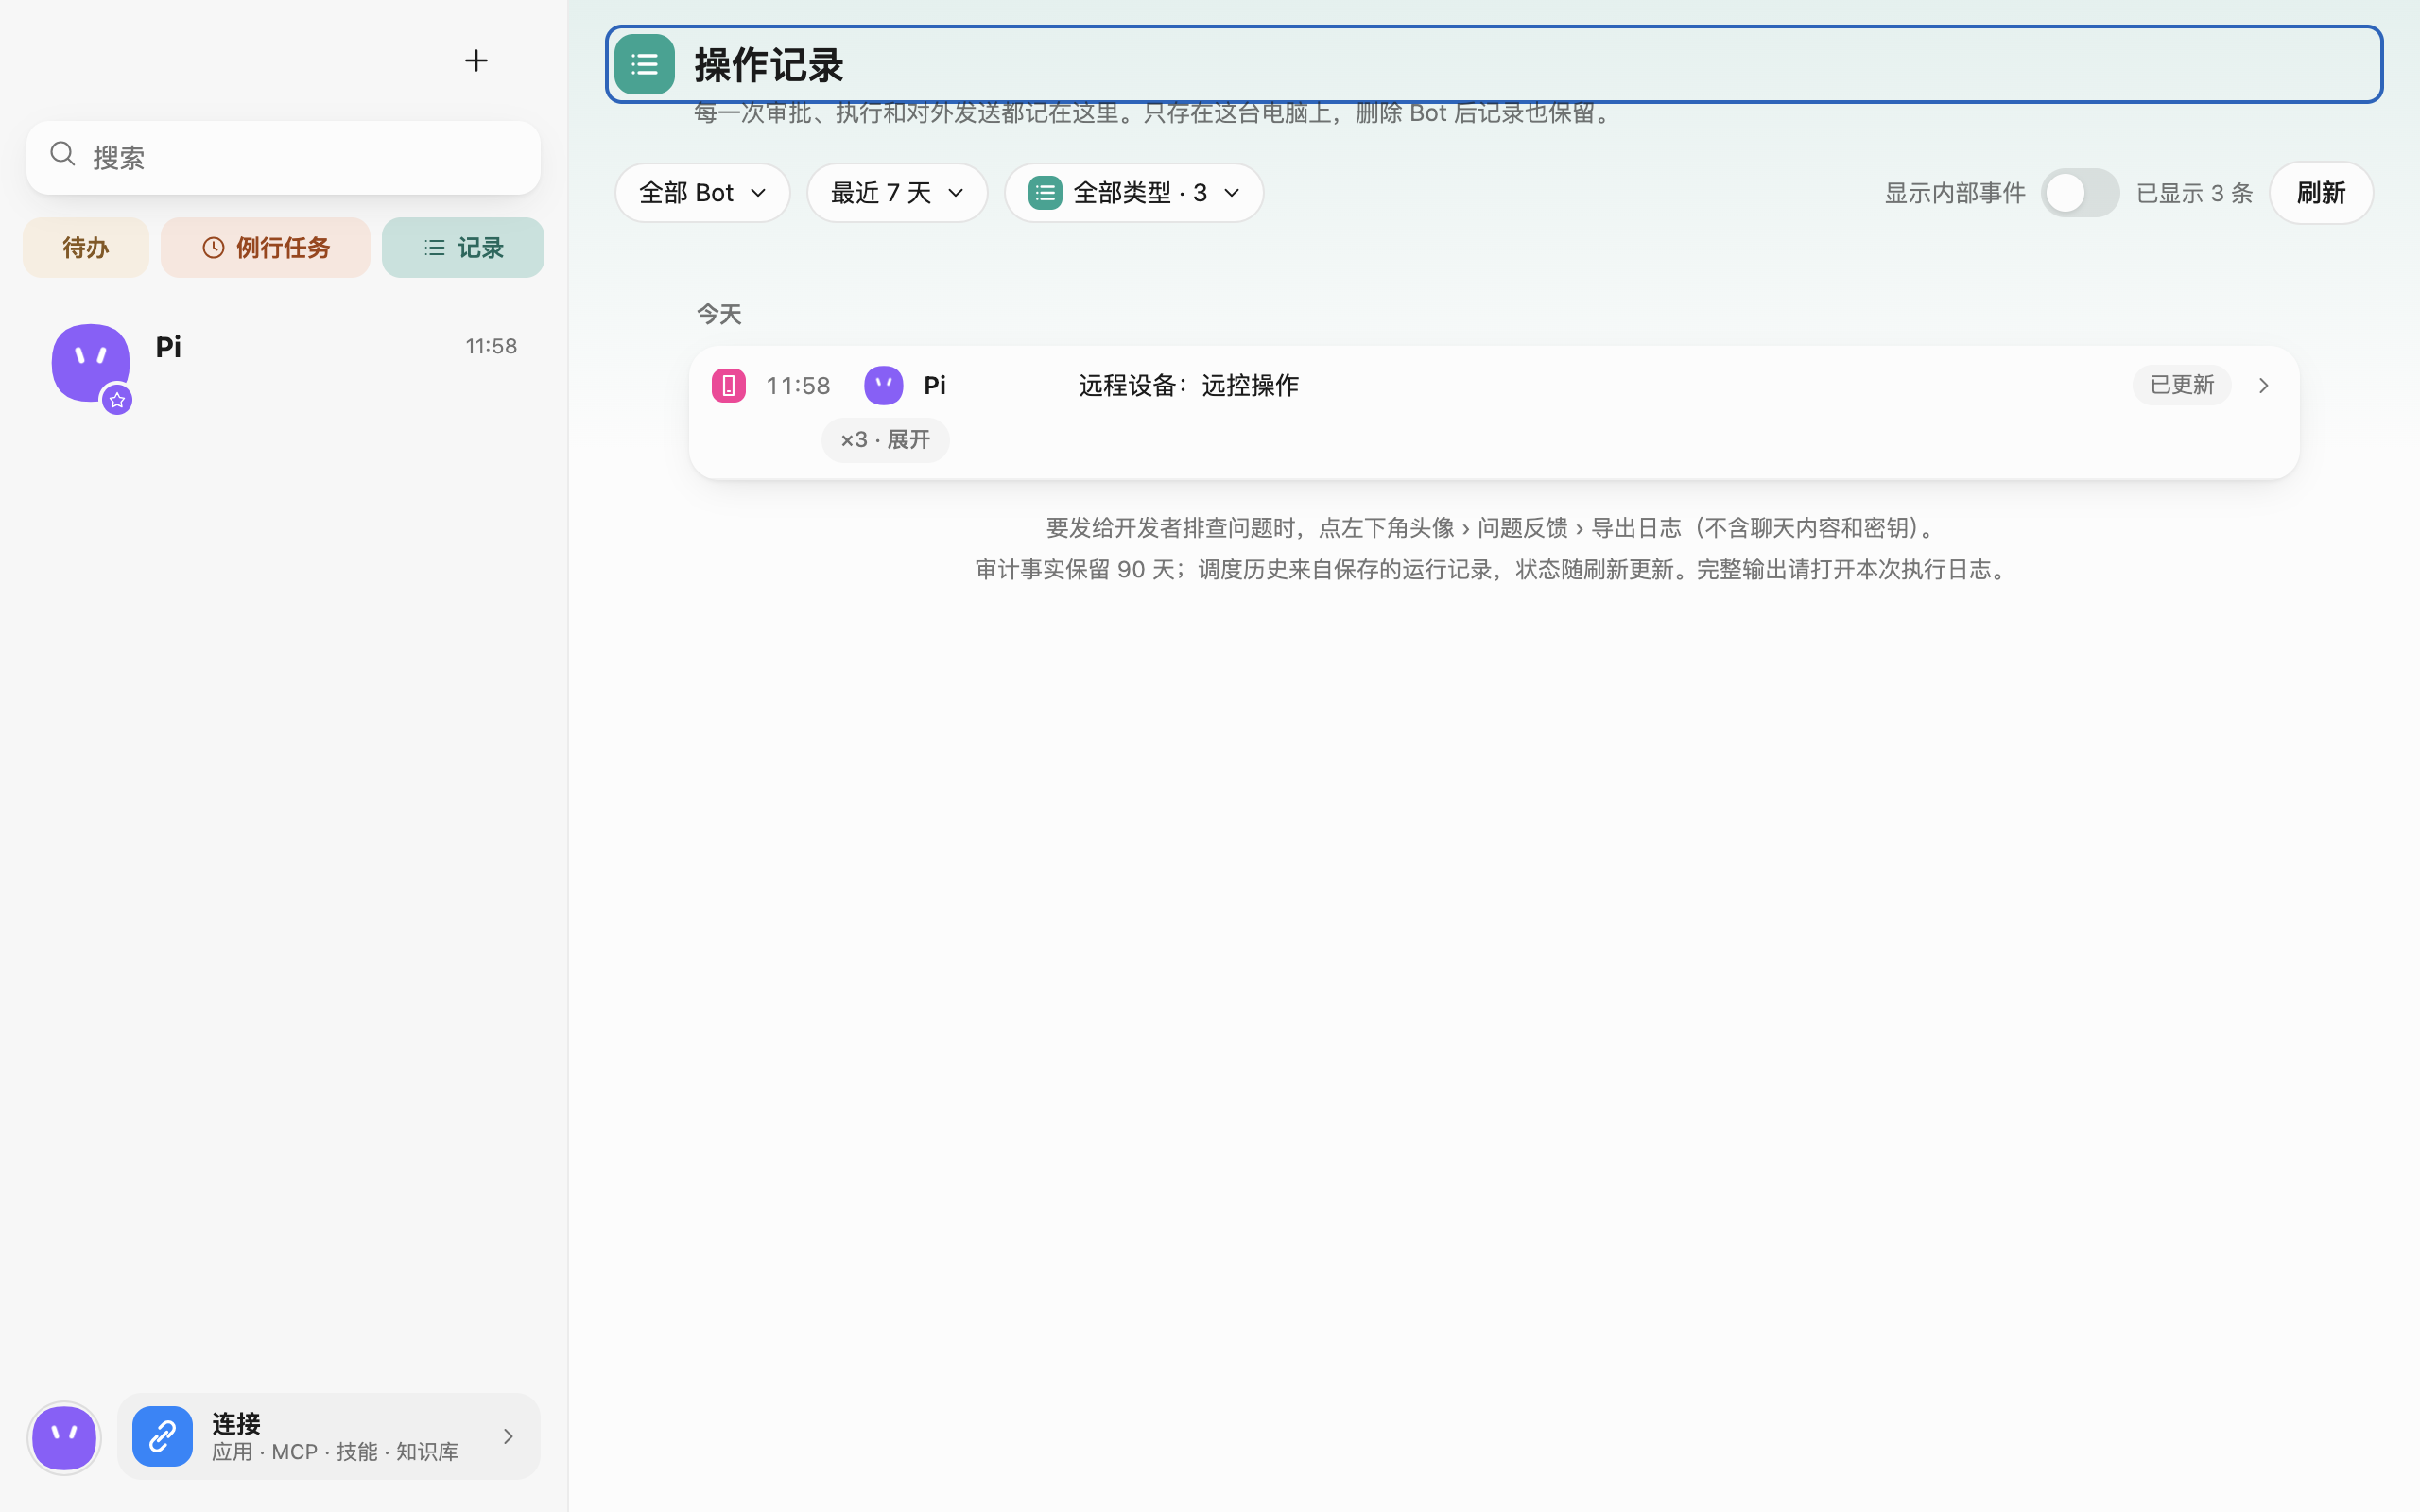 搜索
待办
例行任务
记录
Pi
11:58
连接
应用 · MCP · 技能 · 知识库
操作记录
每一次审批、执行和对外发送都记在这里。只存在这台电脑上，删除 Bot 后记录也保留。
全部 Bot
最近 7 天
全部类型 · 3
显示内部事件
已显示 3 条
刷新
今天
11:58 Pi 远程设备：远控操作 已更新
×3 · 展开
要发给开发者排查问题时，点左下角头像 › 问题反馈 › 导出日志（不含聊天内容和密钥）。
审计事实保留 90 天；调度历史来自保存的运行记录，状态随刷新更新。完整输出请打开本次执行日志。